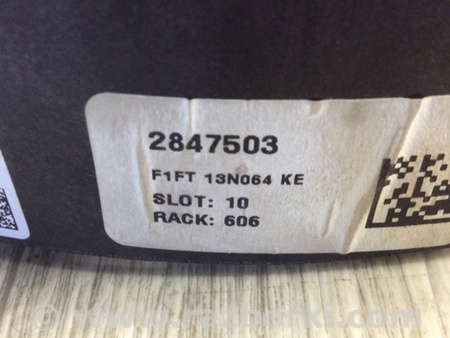 2847503
F1FT 13N064 KE
SLOT: 10
RACK: 606
© www.razborki.com